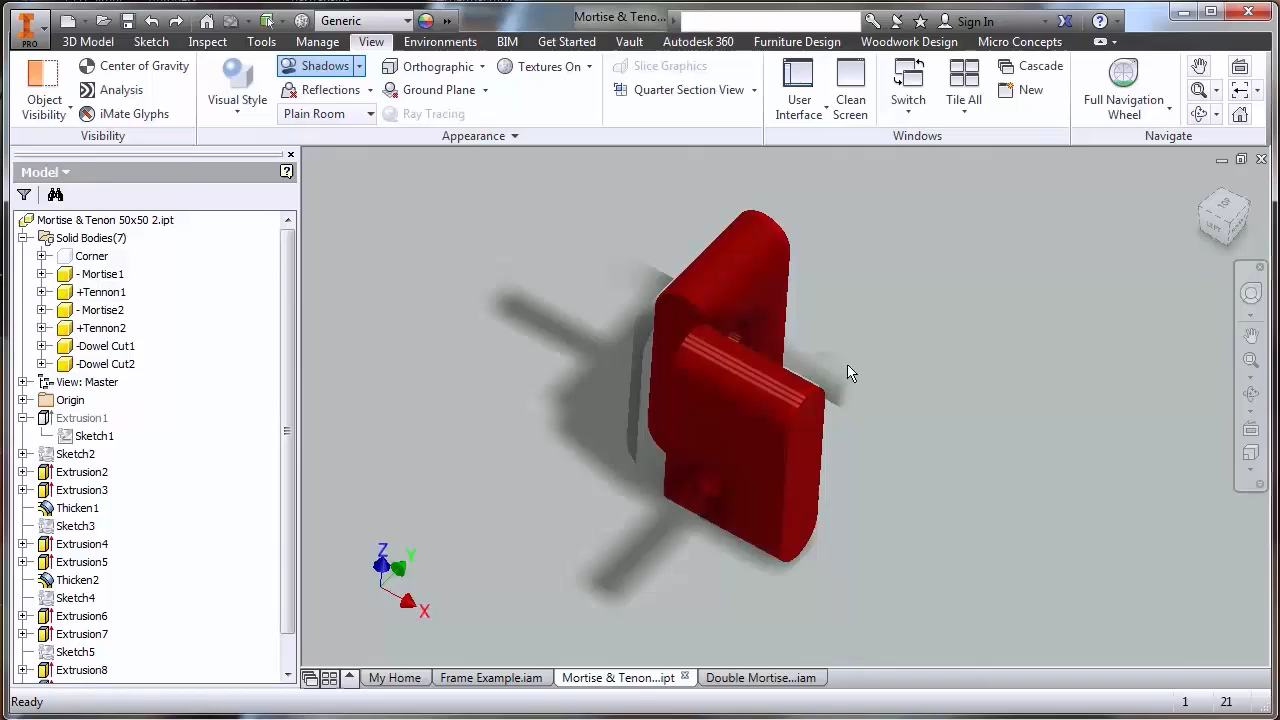 Generic
Mortise & Teno...
Sign In
PRO
3D Model
Sketch
Inspect
Tools
Manage
View
Environments
BIM
Get Started
Vault
Autodesk 360
Furniture Design
Woodwork Design
Micro Concepts
Object
Visibility
Center of Gravity
Analysis
iMate Glyphs
Visual Style
Shadows
Reflections
Plain Room
Orthographic
Ground Plane
Ray Tracing
Textures On
Slice Graphics
Quarter Section View
User
Interface
Clean
Screen
Switch
Tile All
Cascade
New
Full Navigation
Wheel
Visibility
Appearance
Windows
Navigate
Model
Mortise & Tenon 50x50 2.ipt
Solid Bodies(7)
Corner
- Mortise1
+Tennon1
- Mortise2
+Tennon2
-Dowel Cut1
-Dowel Cut2
View: Master
Origin
Extrusion1
Sketch1
Sketch2
Extrusion2
Extrusion3
Thicken1
Sketch3
Extrusion4
Extrusion5
Thicken2
Sketch4
Extrusion6
Extrusion7
Sketch5
Extrusion8
TOP
LEFT
Z
Y
X
My Home
Frame Example.iam
Mortise & Tenon...ipt
Double Mortise...iam
Ready
1
21